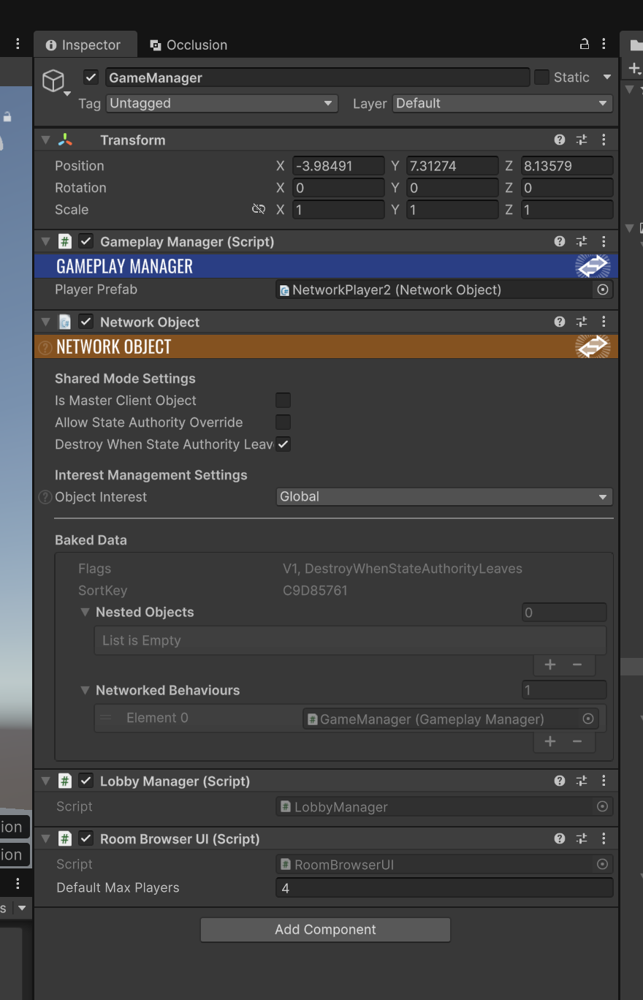 Inspector
Occlusion
GameManager
Static
Tag
Untagged
Layer
Default
Transform
Position
X -3.98491 Y 7.31274 Z 8.13579
Rotation
X 0 Y 0 Z 0
Scale
X 1 Y 1 Z 1
# Gameplay Manager (Script)
GAMEPLAY MANAGER
Player Prefab
NetworkPlayer2 (Network Object)
Network Object
NETWORK OBJECT
Shared Mode Settings
Is Master Client Object
Allow State Authority Override
Destroy When State Authority Leav
Interest Management Settings
Object Interest
Global
Baked Data
Flags
V1, DestroyWhenStateAuthorityLeaves
SortKey
C9D85761
Nested Objects
0
List is Empty
+ −
Networked Behaviours
1
Element 0
# GameManager (Gameplay Manager)
+ −
# Lobby Manager (Script)
Script
# LobbyManager
ion
# Room Browser UI (Script)
ion
Script
# RoomBrowserUI
Default Max Players
4
s
Add Component